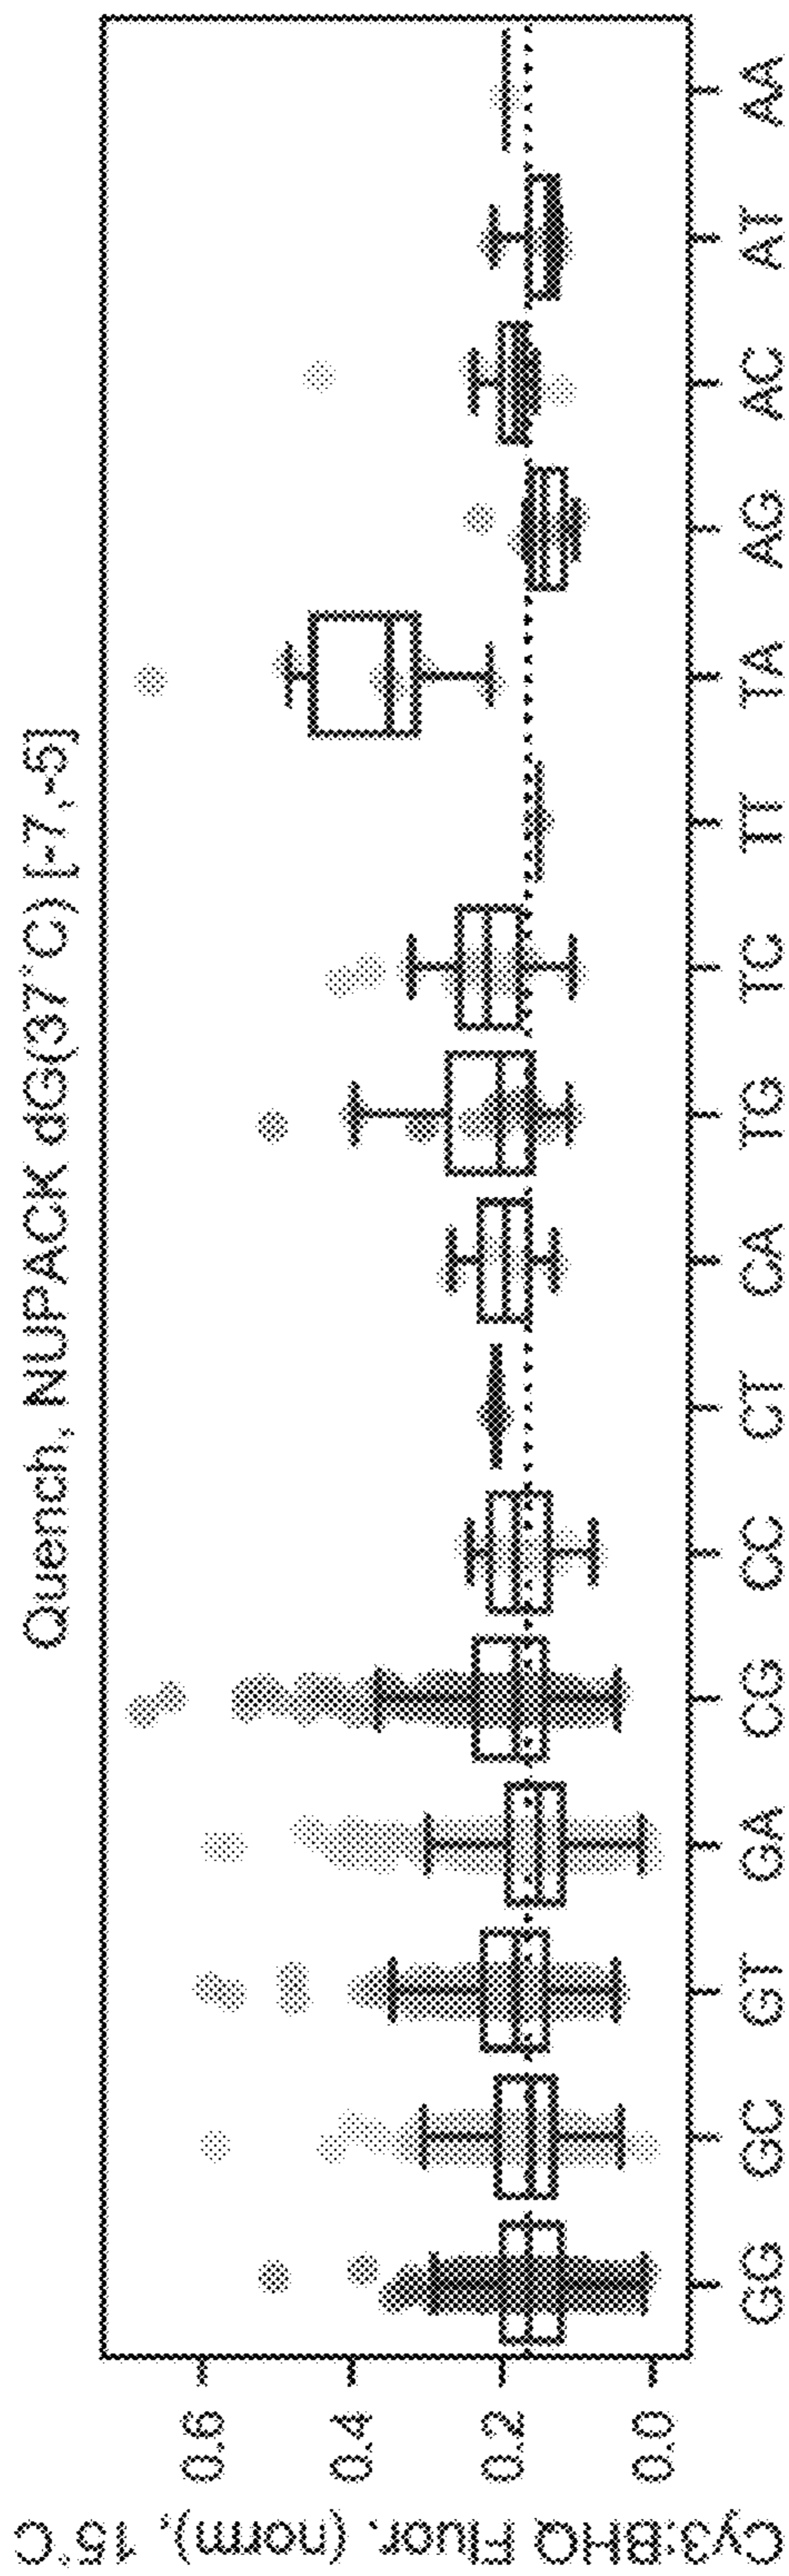 Quench, NUPACK dG(37°C) [-7,-5]
Cy3:BHQ Fluor. (norm), 15°C
0.6
0.4
0.2
0.0
GG GC GT GA CG CC CT CA TG TC TT TA AG AC AT AA